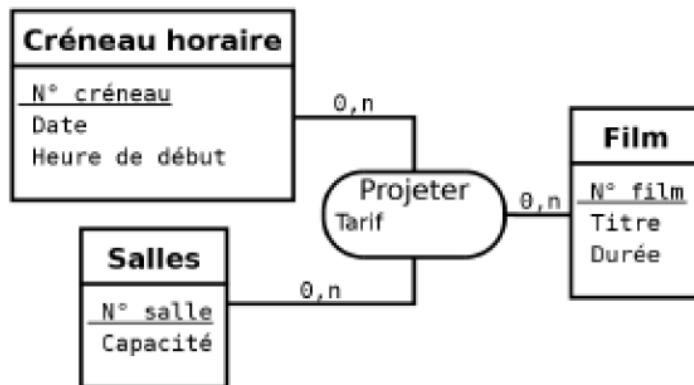 Créneau horaire
N° créneau
Date
Heure de début
0,n
Film
N° film
Titre
Durée
Projeter
Tarif
0,n
Salles
N° salle
Capacité
0,n